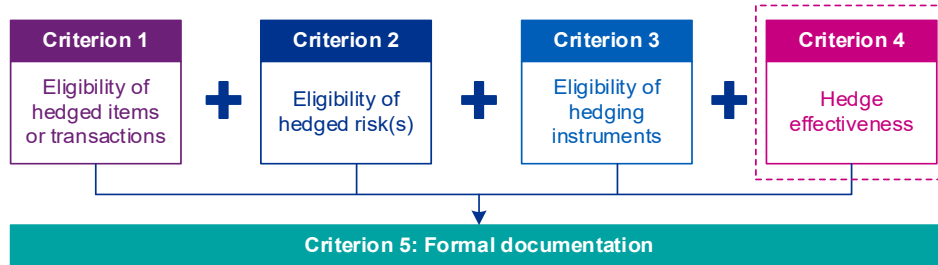 Criterion 1
Eligibility of
hedged items
or transactions
Criterion 2
Eligibility of
hedged risk(s)
Criterion 3
Eligibility of
hedging
instruments
Criterion 4
Hedge
effectiveness
Criterion 5: Formal documentation